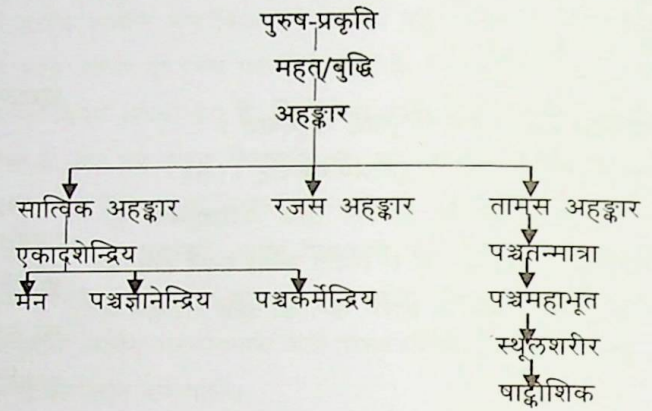 पुरुष-प्रकृति
महत्/बुद्धि
अहङ्कार
सात्विक अहङ्कार रजस अहङ्कार तामस अहङ्कार
एकादशेन्द्रिय पञ्चतन्मात्रा
मन पञ्चज्ञानेन्द्रिय पञ्चकर्मेन्द्रिय पञ्चमहाभूत
स्थूलशरीर
षाट्कोशिक